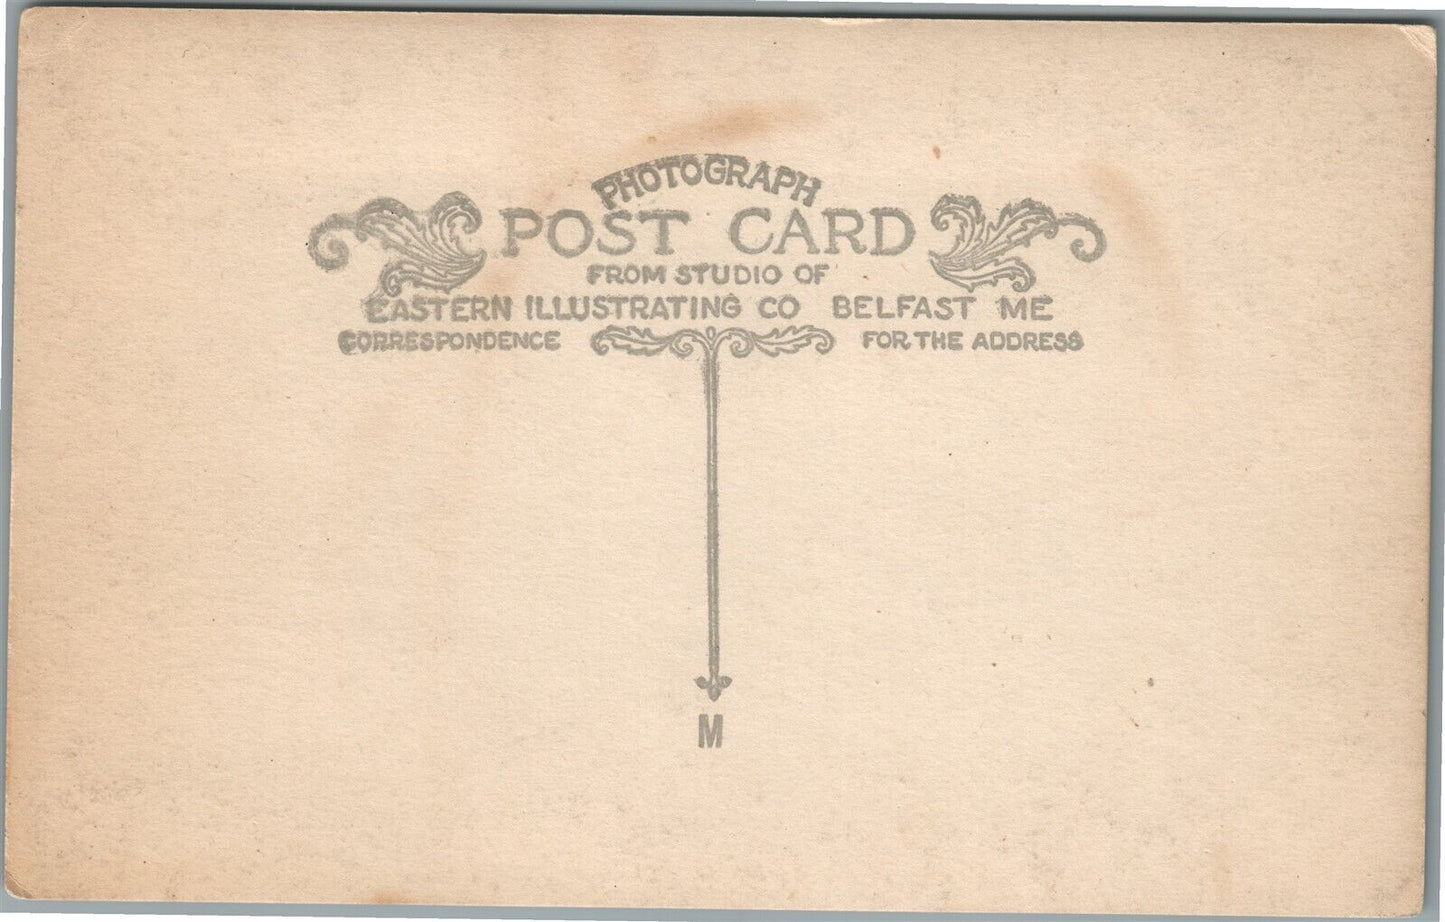 PHOTOGRAPH
POST CARD
FROM STUDIO OF
EASTERN ILLUSTRATING CO BELFAST ME
CORRESPONDENCE FOR THE ADDRESS
M